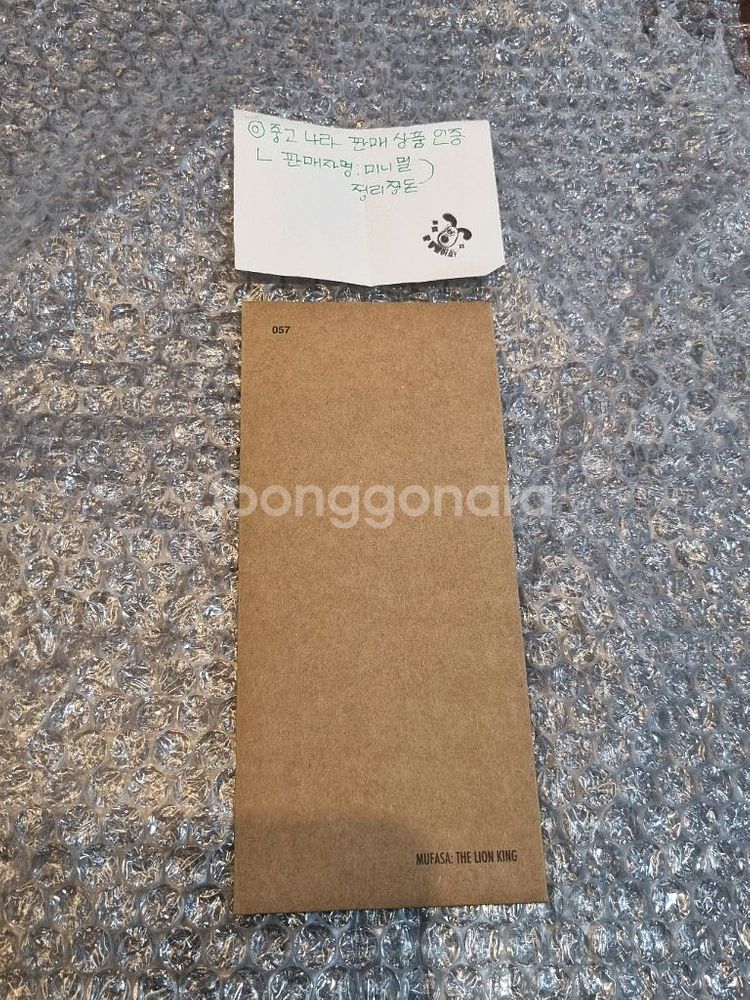 ◎ 중고 나라 판매 상품 인증
ㄴ 판매자명 : 미니멀
정리정돈
057
joonggonara
MUFASA: THE LION KING